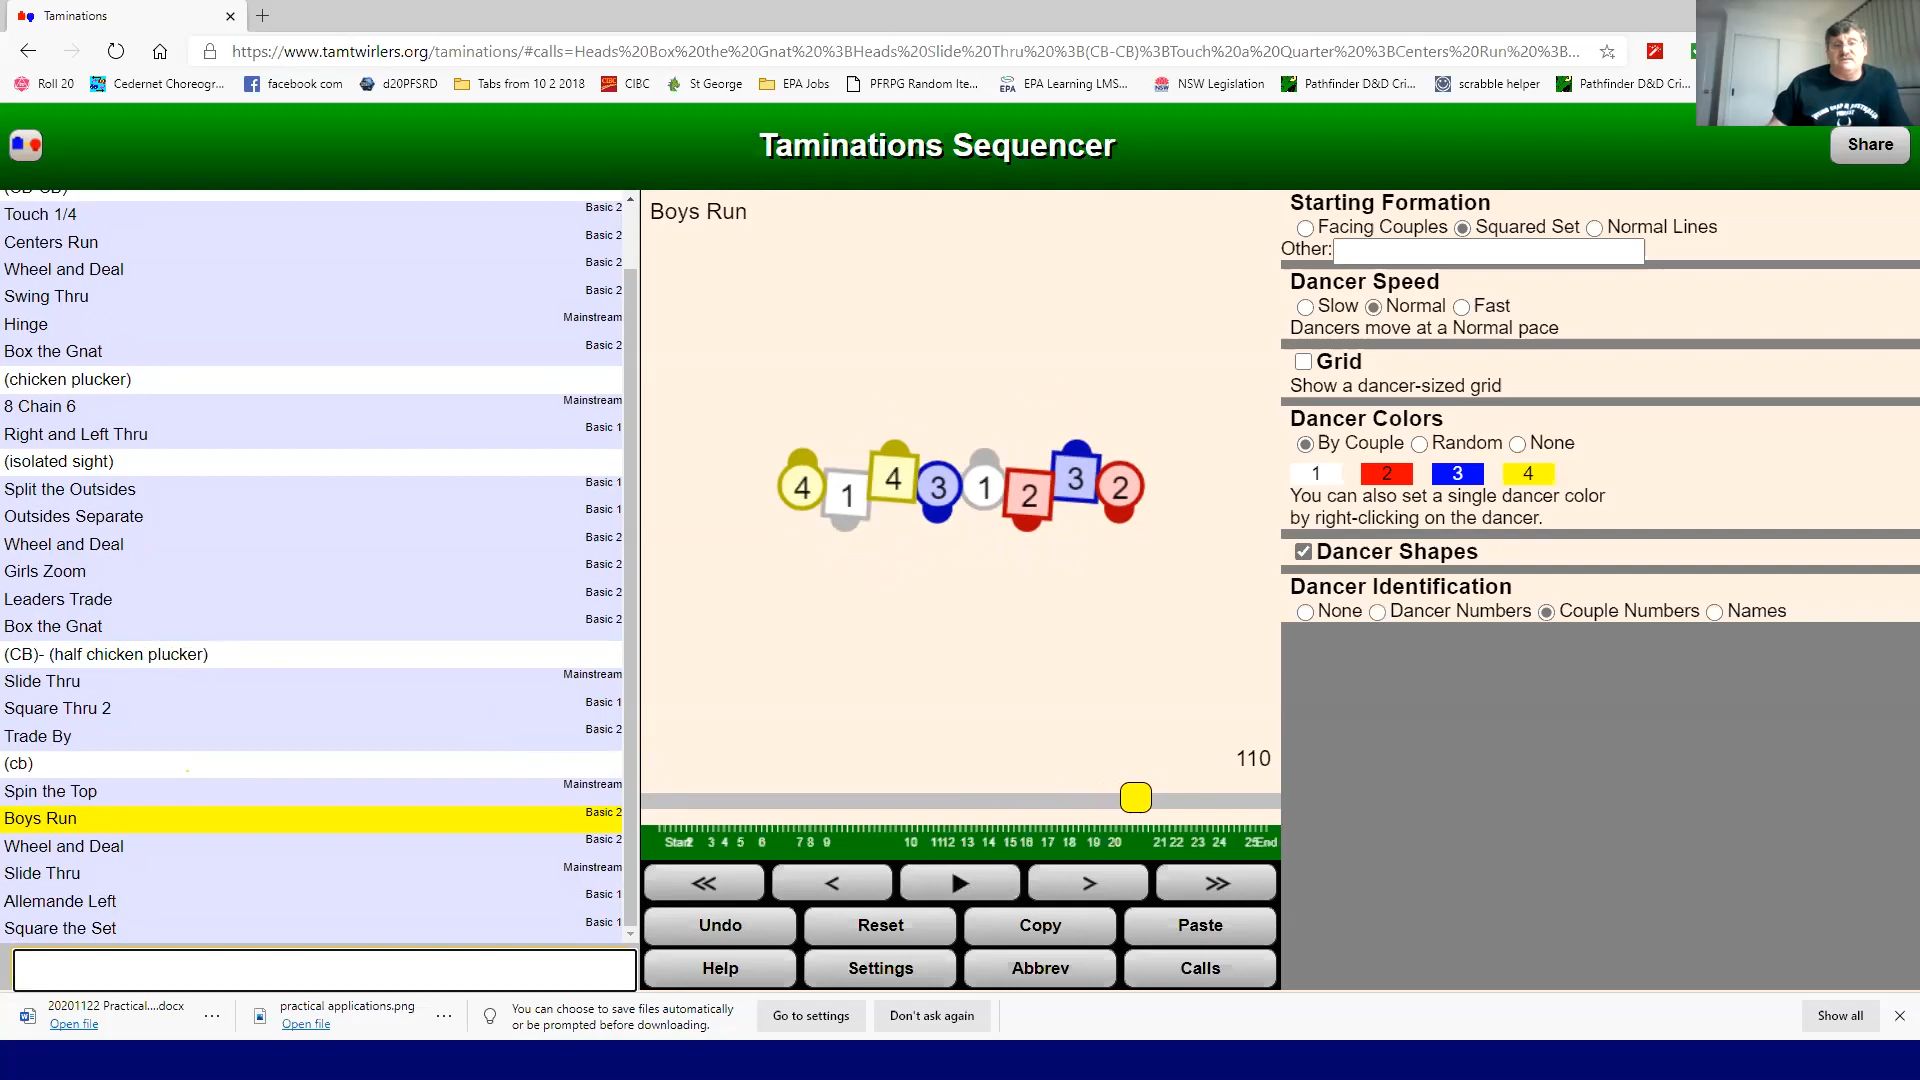 Taminations
https://www.tamtwirlers.org/taminations/#calls=Heads%20Box%20the%20Gnat%20%3BHeads%20Slide%20Thru%20%3B(CB-CB)%3BTouch%20a%20Quarter%20%3BCenters%20Run%20%3B...
Roll 20 Cedernet Choreogr... facebook.com d20PFSRD Tabs from 10 2 2018 CIBC St George EPA Jobs PFRPG Random Ite... EPA Learning LMS... NSW Legislation Pathfinder D&D Cri... scrabble helper Pathfinder D&D Cri...
Taminations Sequencer
Share
(CB-CB)
Touch 1/4 Basic 2
Centers Run Basic 2
Wheel and Deal Basic 2
Swing Thru Basic 2
Hinge Mainstream
Box the Gnat Basic 2
(chicken plucker)
8 Chain 6 Mainstream
Right and Left Thru Basic 1
(isolated sight)
Split the Outsides Basic 1
Outsides Separate Basic 1
Wheel and Deal Basic 2
Girls Zoom Basic 2
Leaders Trade Basic 2
Box the Gnat Basic 2
(CB)- (half chicken plucker)
Slide Thru Mainstream
Square Thru 2 Basic 1
Trade By Basic 2
(cb)
Spin the Top Mainstream
Boys Run Basic 2
Wheel and Deal Basic 2
Slide Thru Mainstream
Allemande Left Basic 1
Square the Set Basic 1
Boys Run
4 1 4 3 1 2 3 2
110
Start 2 3 4 5 6 7 8 9 10 11 12 13 14 15 16 17 18 19 20 21 22 23 24 25 End
<< < > >>
Undo Reset Copy Paste
Help Settings Abbrev Calls
Starting Formation
Facing Couples Squared Set Normal Lines
Other:
Dancer Speed
Slow Normal Fast
Dancers move at a Normal pace
Grid
Show a dancer-sized grid
Dancer Colors
By Couple Random None
1 2 3 4
You can also set a single dancer color
by right-clicking on the dancer.
Dancer Shapes
Dancer Identification
None Dancer Numbers Couple Numbers Names
20201122 Practical....docx
Open file
practical applications.png
Open file
You can choose to save files automatically
or be prompted before downloading.
Go to settings
Don't ask again
Show all